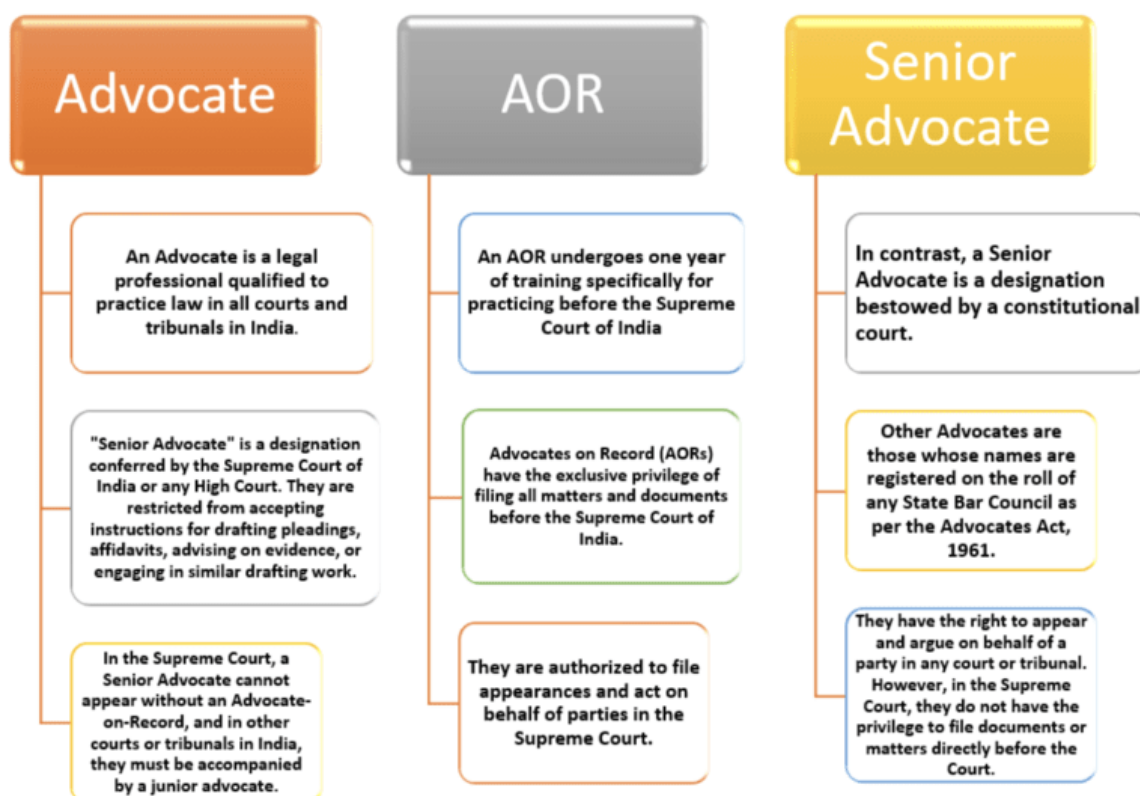 Advocate
An Advocate is a legal
professional qualified to
practice law in all courts and
tribunals in India.
"Senior Advocate" is a designation
conferred by the Supreme Court of
India or any High Court. They are
restricted from accepting
instructions for drafting pleadings,
affidavits, advising on evidence, or
engaging in similar drafting work.
In the Supreme Court, a
Senior Advocate cannot
appear without an Advocate-
on-Record, and in other
courts or tribunals in India,
they must be accompanied
by a junior advocate.
AOR
An AOR undergoes one year
of training specifically for
practicing before the Supreme
Court of India
Advocates on Record (AORs)
have the exclusive privilege of
filing all matters and documents
before the Supreme Court of
India.
They are authorized to file
appearances and act on
behalf of parties in the
Supreme Court.
Senior
Advocate
In contrast, a Senior
Advocate is a designation
bestowed by a constitutional
court.
Other Advocates are
those whose names are
registered on the roll of
any State Bar Council as
per the Advocates Act,
1961.
They have the right to appear
and argue on behalf of a
party in any court or tribunal.
However, in the Supreme
Court, they do not have the
privilege to file documents or
matters directly before the
Court.